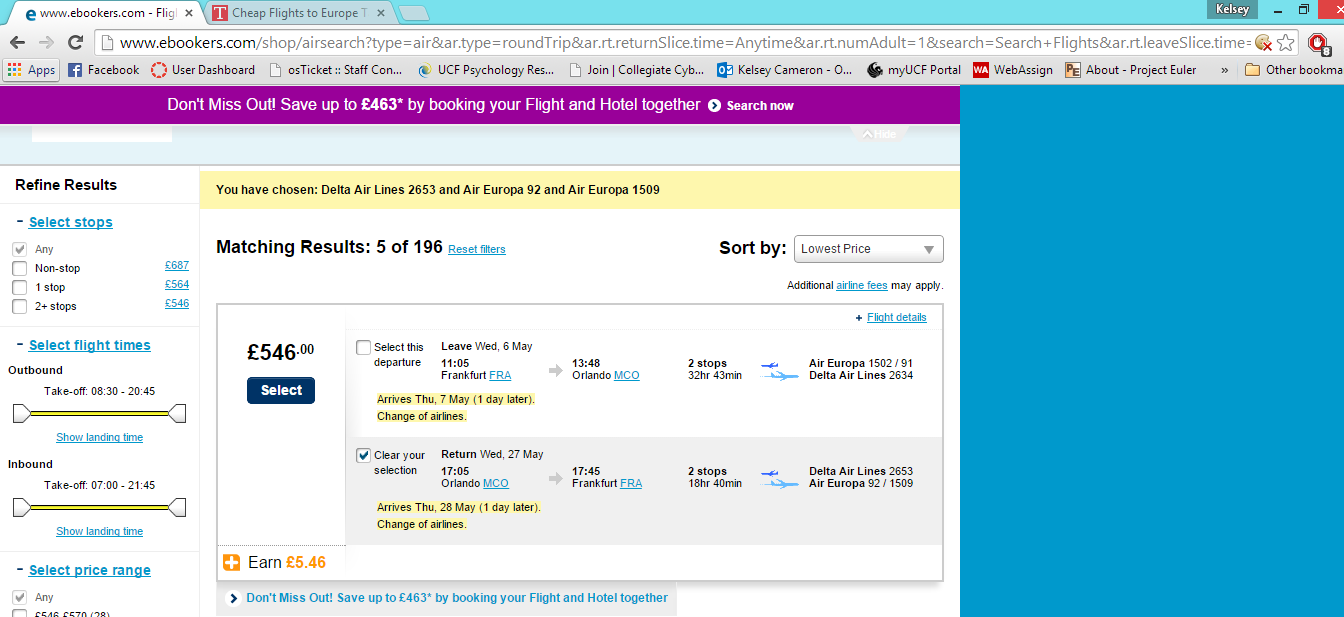 www.ebookers.com - Flig
Cheap Flights to Europe T
Kelsey
www.ebookers.com/shop/airsearch?type=air&ar.type=roundTrip&ar.rt.returnSlice.time=Anytime&ar.rt.numAdult=1&search=Search+Flights&ar.rt.leaveSlice.time=
8
Apps Facebook User Dashboard osTicket :: Staff Con... UCF Psychology Res... Join | Collegiate Cyb... Kelsey Cameron - O... myUCF Portal WA WebAssign PE About - Project Euler » Other bookma
Don't Miss Out! Save up to £463* by booking your Flight and Hotel together Search now
Hide
Refine Results
You have chosen: Delta Air Lines 2653 and Air Europa 92 and Air Europa 1509
- Select stops
Any
Non-stop £687
1 stop £564
2+ stops £546
Matching Results: 5 of 196 Reset filters
Sort by: Lowest Price
Additional airline fees may apply.
- Select flight times
Outbound
Take-off: 08:30 - 20:45
Show landing time
Inbound
Take-off: 07:00 - 21:45
Show landing time
- Select price range
Any
£546-£570 (28)
+ Flight details
£546.00
Select
Select this departure
Leave Wed, 6 May
11:05 13:48 2 stops Air Europa 1502 / 91
Frankfurt FRA Orlando MCO 32hr 43min Delta Air Lines 2634
Arrives Thu, 7 May (1 day later).
Change of airlines.
Clear your selection
Return Wed, 27 May
17:05 17:45 2 stops Delta Air Lines 2653
Orlando MCO Frankfurt FRA 18hr 40min Air Europa 92 / 1509
Arrives Thu, 28 May (1 day later).
Change of airlines.
Earn £5.46
Don't Miss Out! Save up to £463* by booking your Flight and Hotel together